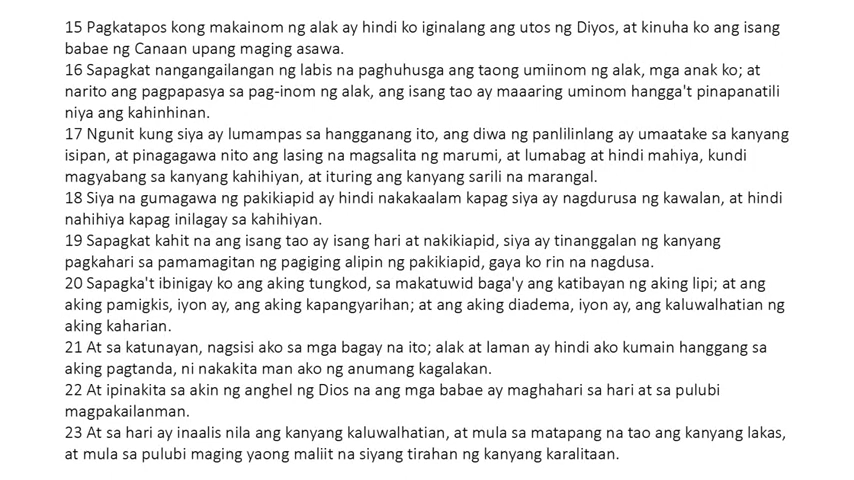 15 Pagkatapos kong makainom ng alak ay hindi ko iginalang ang utos ng Diyos, at kinuha ko ang isang
babae ng Canaan upang maging asawa.
16 Sapagkat nangangailangan ng labis na paghuhusga ang taong umiinom ng alak, mga anak ko; at
narito ang pagpapasya sa pag-inom ng alak, ang isang tao ay maaaring uminom hangga't pinapanatili
niya ang kahinhinan.
17 Ngunit kung siya ay lumampas sa hangganang ito, ang diwa ng panlilinlang ay umaatake sa kanyang
isipan, at pinagagawa nito ang lasing na magsalita ng marumi, at lumabag at hindi mahiya, kundi
magyabang sa kanyang kahihiyan, at ituring ang kanyang sarili na marangal.
18 Siya na gumagawa ng pakikiapid ay hindi nakakaalam kapag siya ay nagdurusa ng kawalan, at hindi
nahihiya kapag inilagay sa kahihiyan.
19 Sapagkat kahit na ang isang tao ay isang hari at nakikiapid, siya ay tinanggalan ng kanyang
pagkahari sa pamamagitan ng pagiging alipin ng pakikiapid, gaya ko rin na nagdusa.
20 Sapagka't ibinigay ko ang aking tungkod, sa makatuwid baga'y ang katibayan ng aking lipi; at ang
aking pamigkis, iyon ay, ang aking kapangyarihan; at ang aking diadema, iyon ay, ang kaluwalhatian ng
aking kaharian.
21 At sa katunayan, nagsisi ako sa mga bagay na ito; alak at laman ay hindi ako kumain hanggang sa
aking pagtanda, ni nakakita man ako ng anumang kagalakan.
22 At ipinakita sa akin ng anghel ng Dios na ang mga babae ay maghahari sa hari at sa pulubi
magpakailanman.
23 At sa hari ay inaalis nila ang kanyang kaluwalhatian, at mula sa matapang na tao ang kanyang lakas,
at mula sa pulubi maging yaong maliit na siyang tirahan ng kanyang karalitaan.